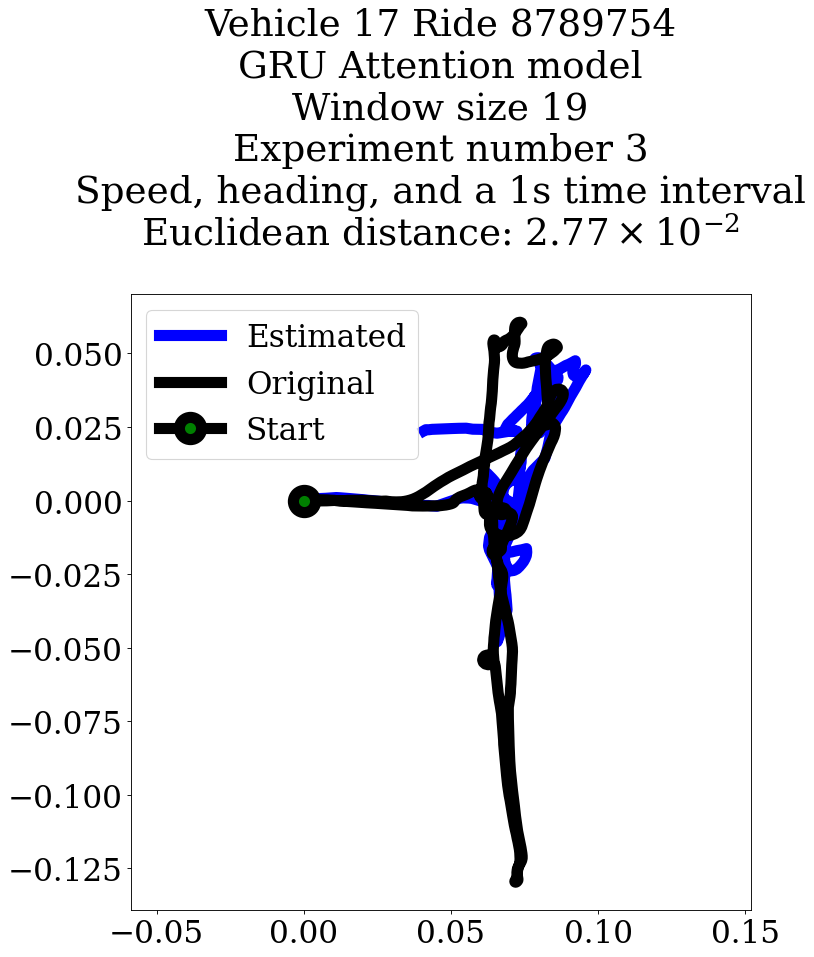 Vehicle 17 Ride 8789754
GRU Attention model
Window size 19
Experiment number 3
Speed, heading, and a 1s time interval
Euclidean distance: 2.77 × 10⁻²
Estimated
Original
Start
0.050
0.025
0.000
−0.025
−0.050
−0.075
−0.100
−0.125
−0.05 0.00 0.05 0.10 0.15